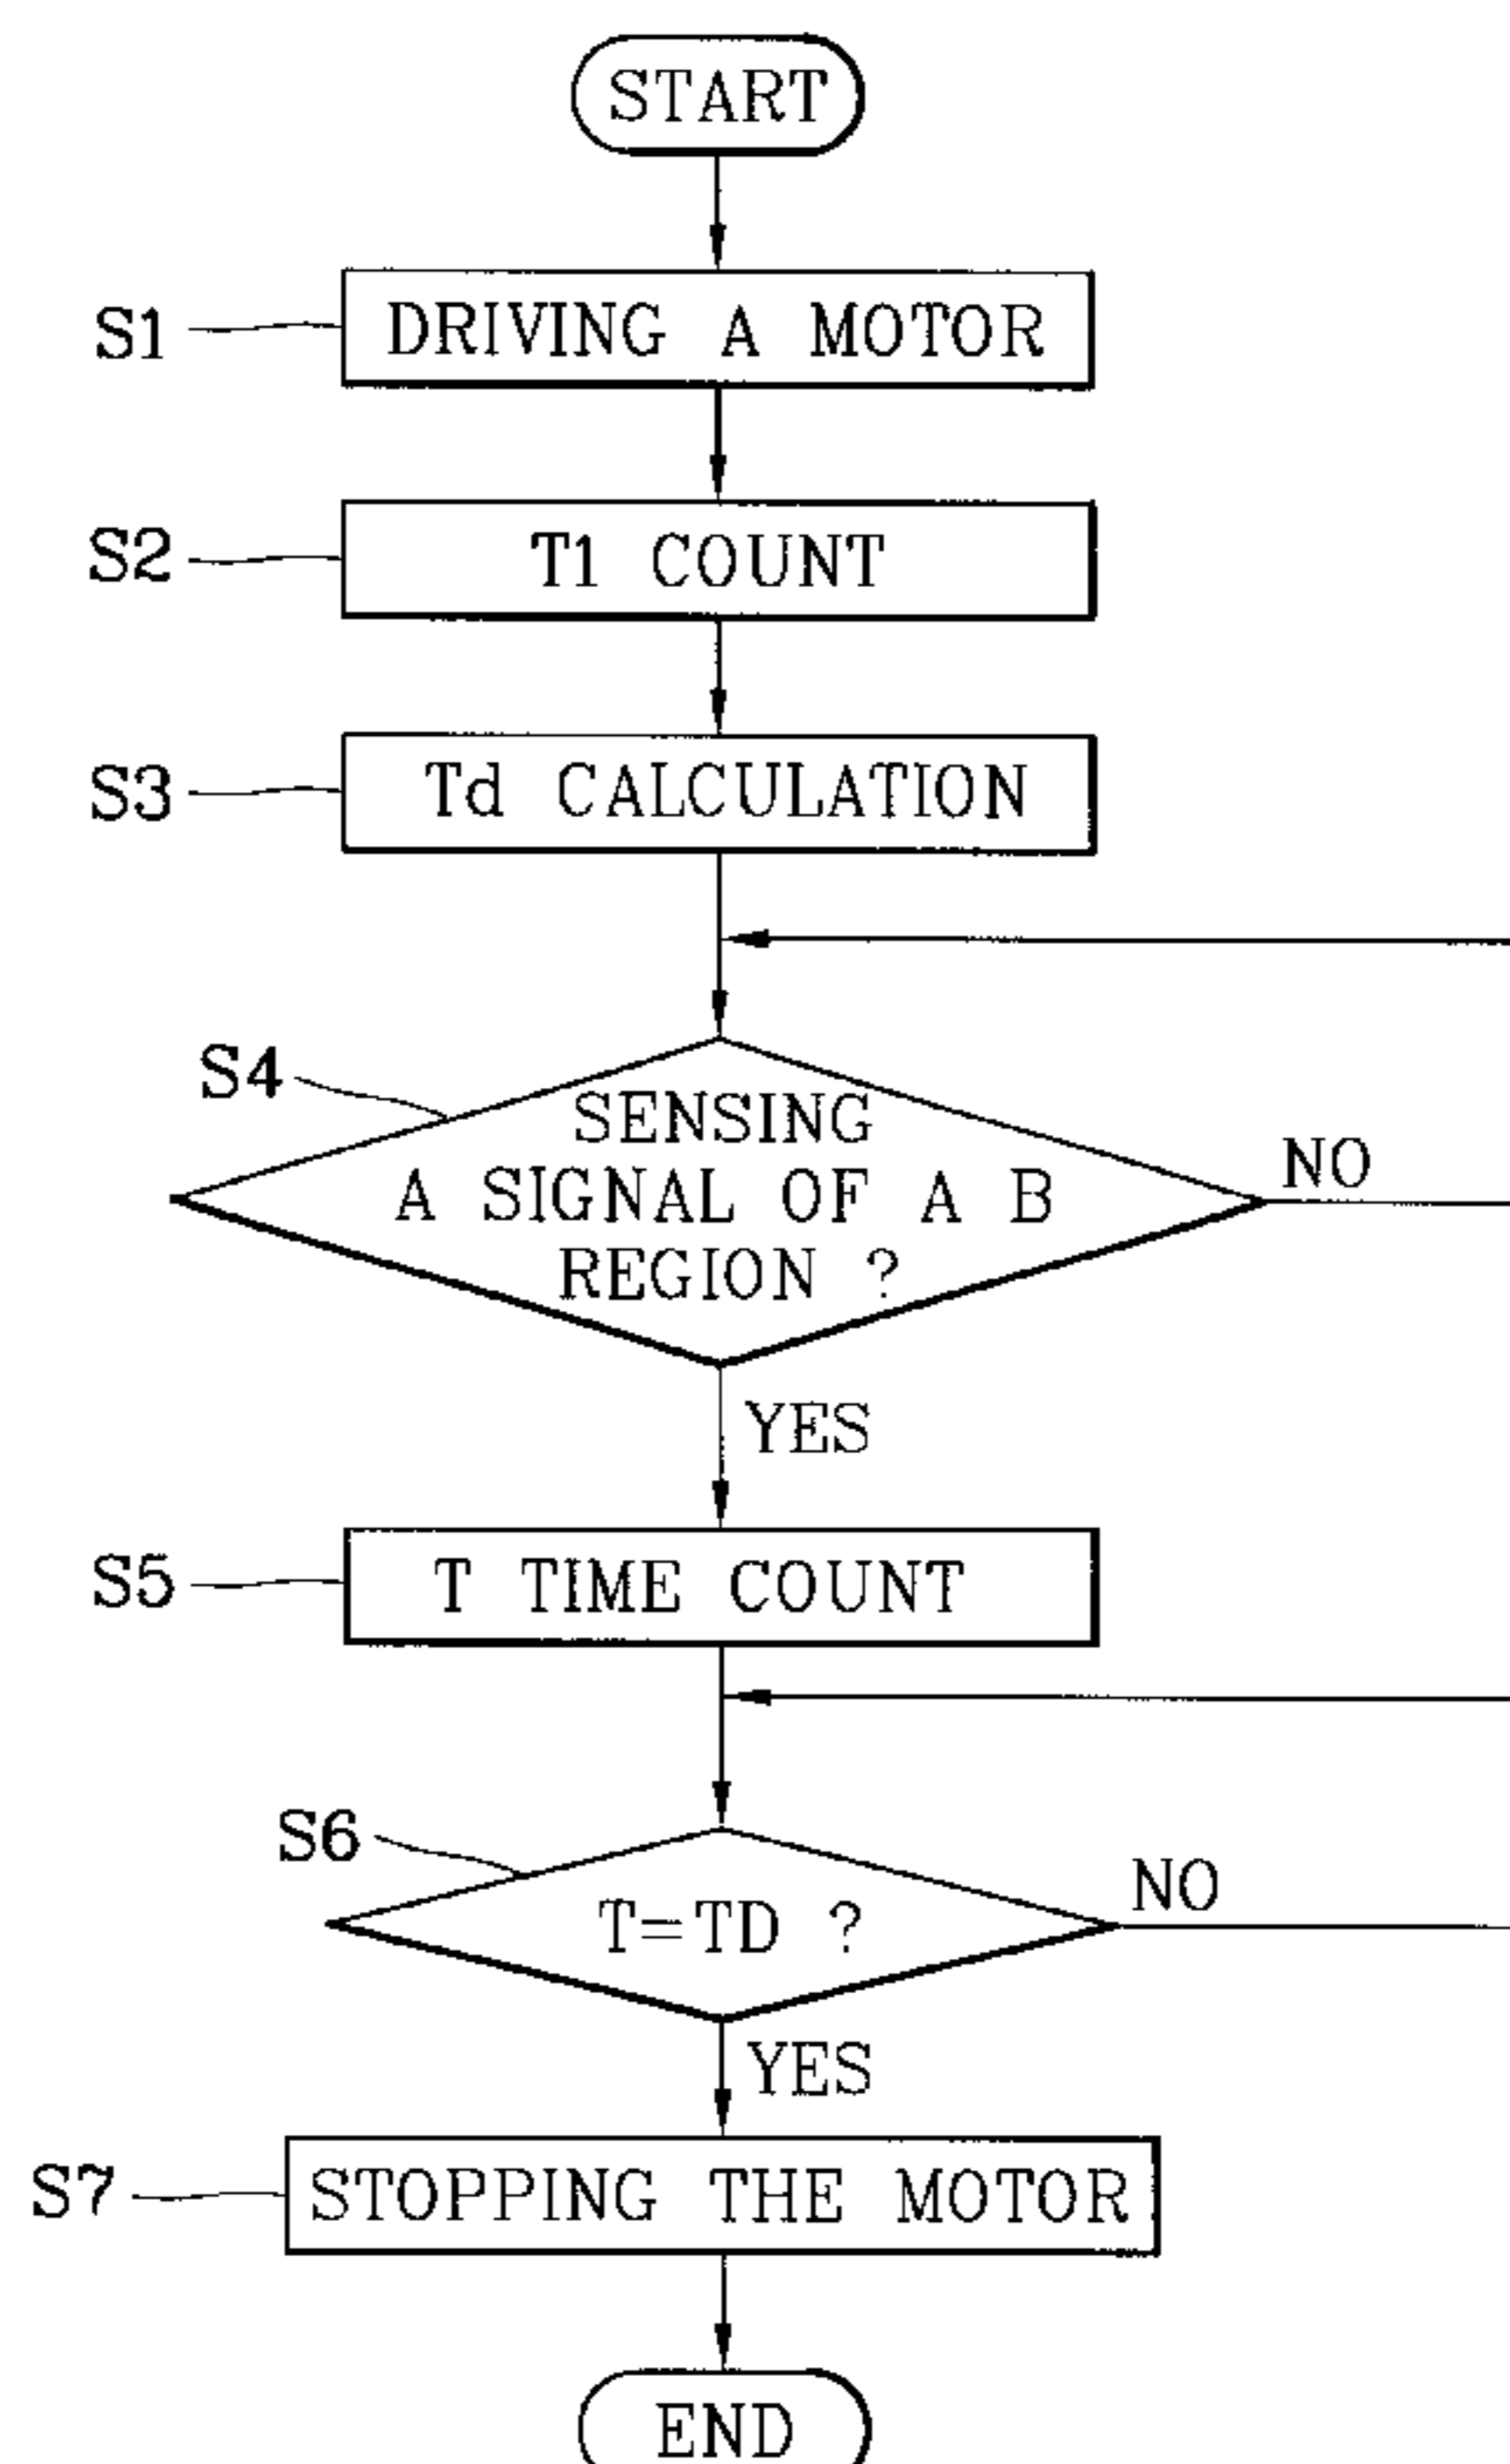 START
S1
DRIVING A MOTOR
S2
T1 COUNT
S3
Td CALCULATION
S4
SENSING
A SIGNAL OF A B
REGION ?
NO
YES
S5
T TIME COUNT
S6
T=TD ?
NO
YES
S7
STOPPING THE MOTOR
END